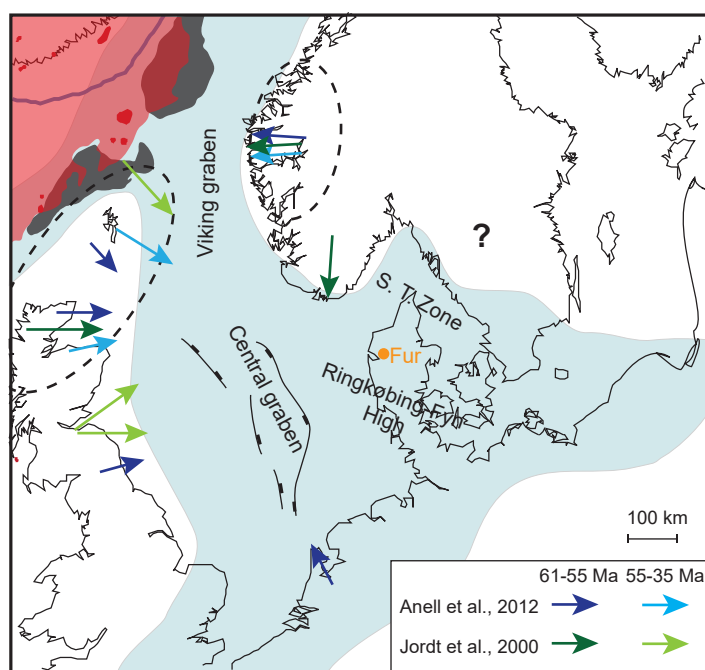 Viking graben
?
S. T. Zone
Fur
Ringkøbing-Fyn
High
Central graben
100 km
61-55 Ma 55-35 Ma
Anell et al., 2012
Jordt et al., 2000